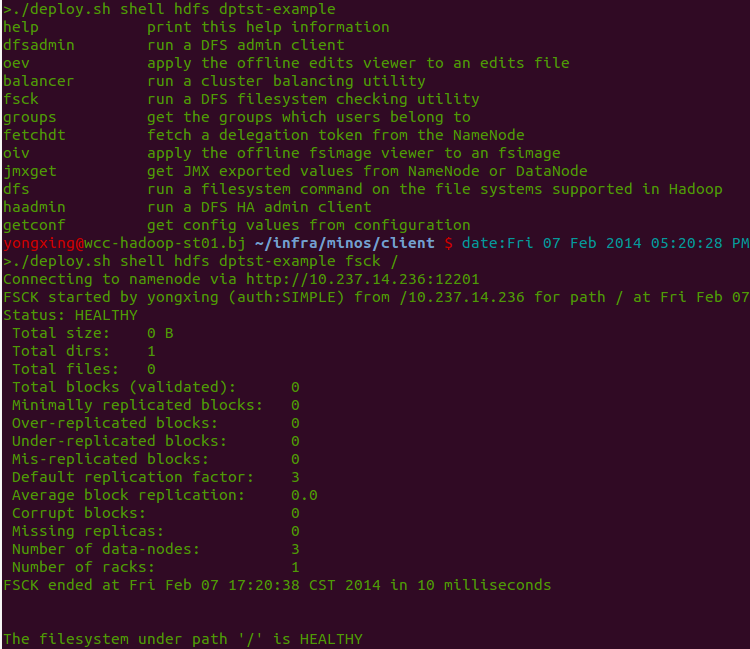 >./deploy.sh shell hdfs dptst-example
help print this help information
dfsadmin run a DFS admin client
oev apply the offline edits viewer to an edits file
balancer run a cluster balancing utility
fsck run a DFS filesystem checking utility
groups get the groups which users belong to
fetchdt fetch a delegation token from the NameNode
oiv apply the offline fsimage viewer to an fsimage
jmxget get JMX exported values from NameNode or DataNode
dfs run a filesystem command on the file systems supported in Hadoop
haadmin run a DFS HA admin client
getconf get config values from configuration
yongxing@wcc-hadoop-st01.bj ~/infra/minos/client $ date:Fri 07 Feb 2014 05:20:28 PM
>./deploy.sh shell hdfs dptst-example fsck /
Connecting to namenode via http://10.237.14.236:12201
FSCK started by yongxing (auth:SIMPLE) from /10.237.14.236 for path / at Fri Feb 07
Status: HEALTHY
Total size: 0 B
Total dirs: 1
Total files: 0
Total blocks (validated): 0
Minimally replicated blocks: 0
Over-replicated blocks: 0
Under-replicated blocks: 0
Mis-replicated blocks: 0
Default replication factor: 3
Average block replication: 0.0
Corrupt blocks: 0
Missing replicas: 0
Number of data-nodes: 3
Number of racks: 1
FSCK ended at Fri Feb 07 17:20:38 CST 2014 in 10 milliseconds
The filesystem under path '/' is HEALTHY